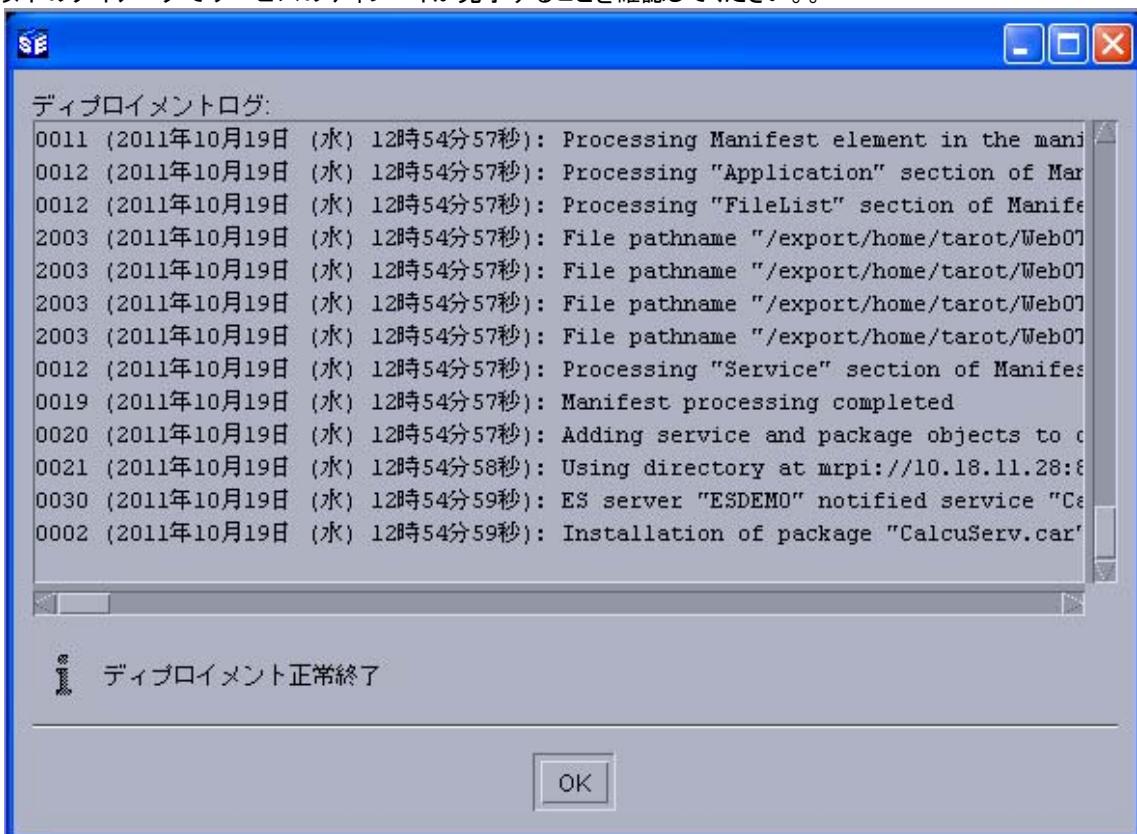 SE
ディプロイメントログ:
0011 (2011年10月19日 (水) 12時54分57秒): Processing Manifest element in the mani
0012 (2011年10月19日 (水) 12時54分57秒): Processing "Application" section of Mar
0012 (2011年10月19日 (水) 12時54分57秒): Processing "FileList" section of Manife
2003 (2011年10月19日 (水) 12時54分57秒): File pathname "/export/home/tarot/WebOT
2003 (2011年10月19日 (水) 12時54分57秒): File pathname "/export/home/tarot/WebOT
2003 (2011年10月19日 (水) 12時54分57秒): File pathname "/export/home/tarot/WebOT
2003 (2011年10月19日 (水) 12時54分57秒): File pathname "/export/home/tarot/WebOT
0012 (2011年10月19日 (水) 12時54分57秒): Processing "Service" section of Manifes
0019 (2011年10月19日 (水) 12時54分57秒): Manifest processing completed
0020 (2011年10月19日 (水) 12時54分57秒): Adding service and package objects to
0021 (2011年10月19日 (水) 12時54分58秒): Using directory at mrpi://10.18.11.28:8
0030 (2011年10月19日 (水) 12時54分59秒): ES server "ESDEMO" notified service "Ca
0002 (2011年10月19日 (水) 12時54分59秒): Installation of package "CalcuServ.car"
ディプロイメント正常終了
OK